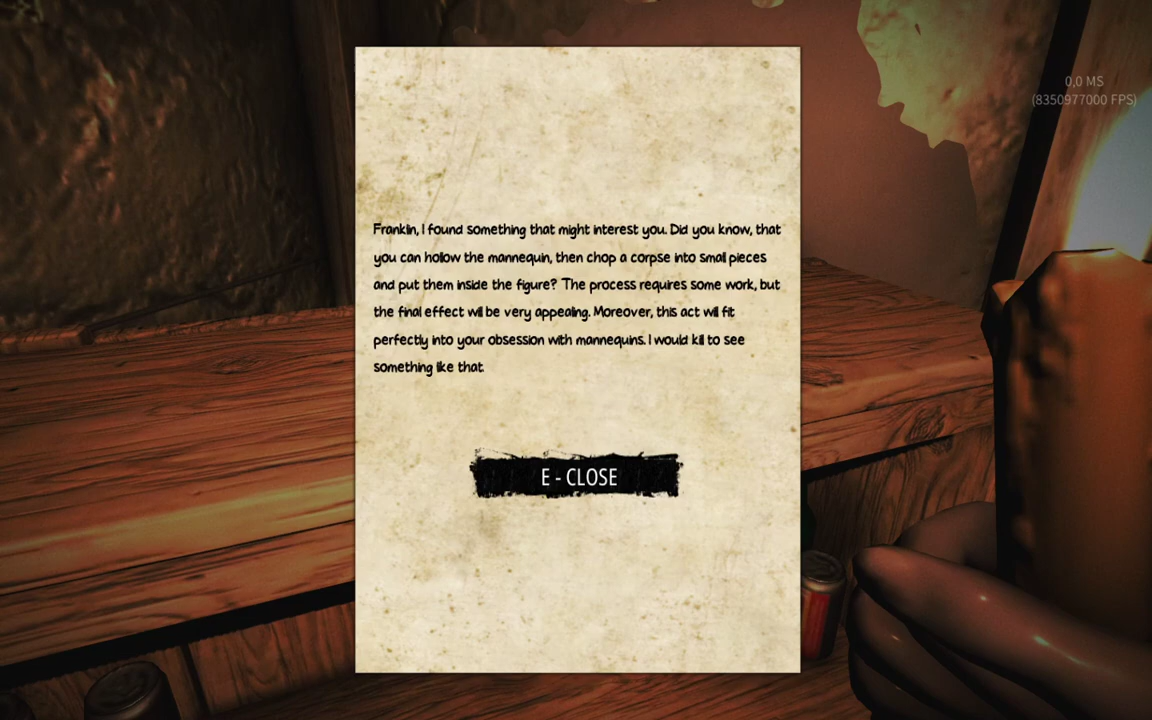 0,0 MS
(8350977000 FPS)
Franklin, I found something that might interest you. Did you know, that
you can hollow the mannequin, then chop a corpse into small pieces
and put them inside the figure? The process requires some work, but
the final effect will be very appealing. Moreover, this act will fit
perfectly into your obsession with mannequins. I would kill to see
something like that.
E - CLOSE